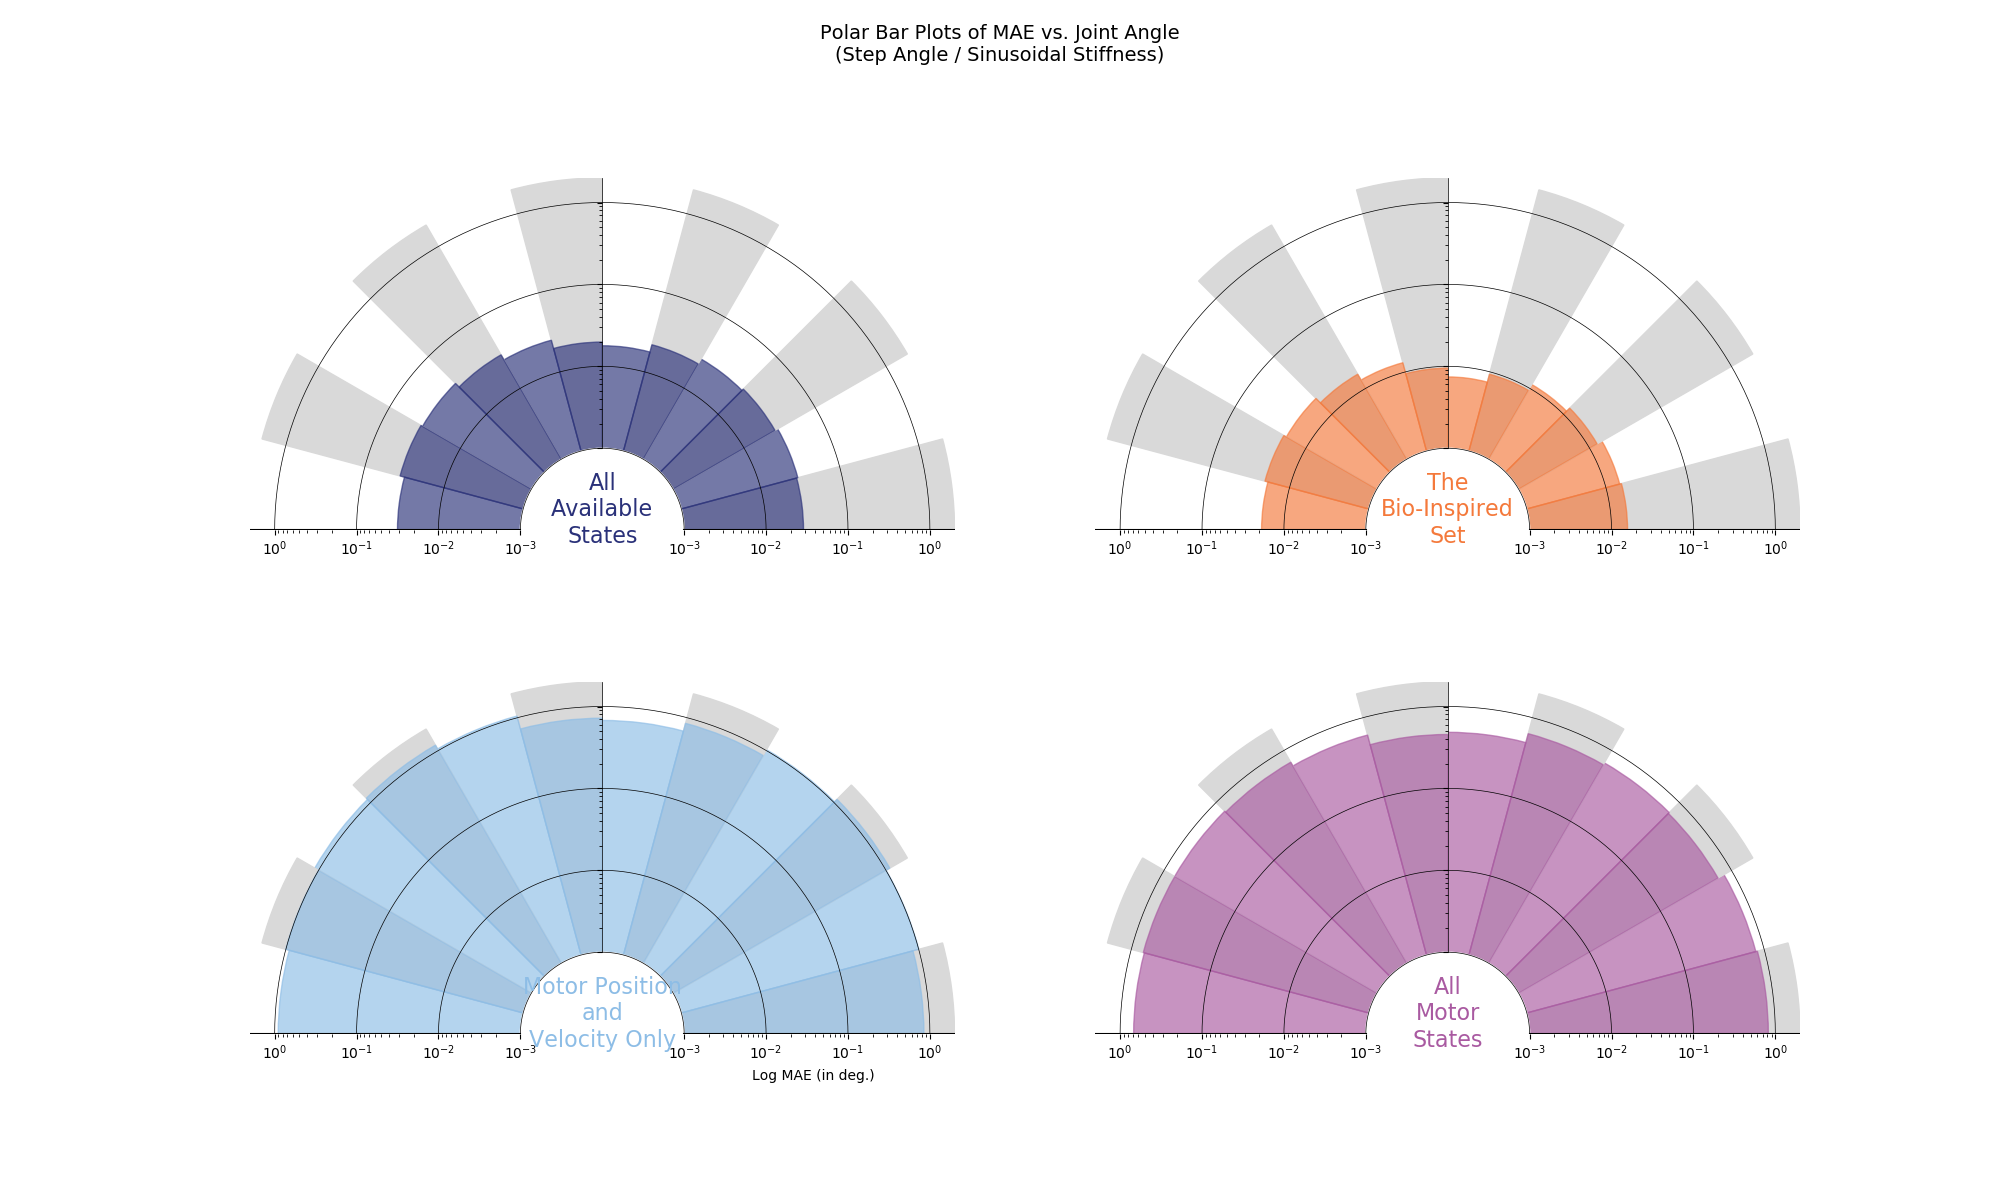 Polar Bar Plots of MAE vs. Joint Angle
(Step Angle / Sinusoidal Stiffness)
All
Available
States
10⁰ 10⁻¹ 10⁻² 10⁻³ 10⁻³ 10⁻² 10⁻¹ 10⁰
The
Bio-Inspired
Set
10⁰ 10⁻¹ 10⁻² 10⁻³ 10⁻³ 10⁻² 10⁻¹ 10⁰
Motor Position
and
Velocity Only
10⁰ 10⁻¹ 10⁻² 10⁻³ 10⁻³ 10⁻² 10⁻¹ 10⁰
Log MAE (in deg.)
All
Motor
States
10⁰ 10⁻¹ 10⁻² 10⁻³ 10⁻³ 10⁻² 10⁻¹ 10⁰